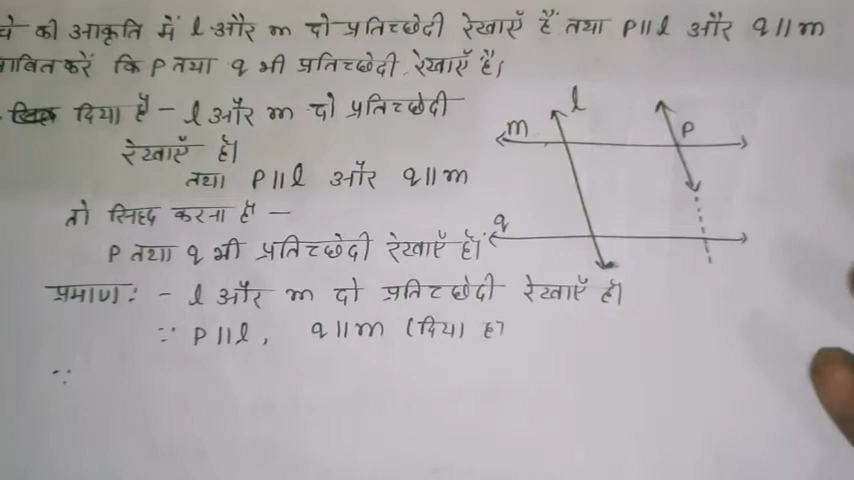 की आकृति में l और m दो प्रतिच्छेदी रेखाएँ हैं तथा P॥l और q॥m
करें कि P तथा q भी प्रतिच्छेदी रेखाएँ है।
दिया है - l और m दो प्रतिच्छेदी
रेखाएँ है।
तथा P॥l और q॥m
तो सिद्ध करना है -
P तथा q भी प्रतिच्छेदी रेखाएँ है।
l
m
P
q
प्रमाण: - l और m दो प्रतिच्छेदी रेखाएँ है।
∵ P॥l, q॥m (दिया है
∵